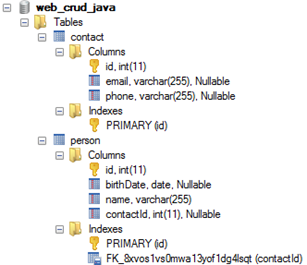 web_crud_java
Tables
contact
Columns
id, int(11)
email, varchar(255), Nullable
phone, varchar(255), Nullable
Indexes
PRIMARY (id)
person
Columns
id, int(11)
birthDate, date, Nullable
name, varchar(255)
contactId, int(11), Nullable
Indexes
PRIMARY (id)
FK_8xvos1vs0mwa13yof1dg4lsqt (contactId)